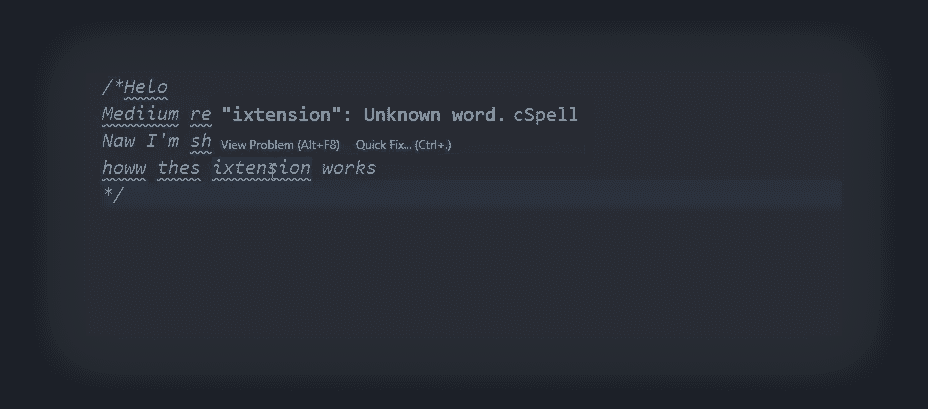 /*Helo
Mediium re "ixtension": Unknown word. cSpell
Naw I'm sh View Problem (Alt+F8) Quick Fix... (Ctrl+.)
howw thes ixtension works
*/